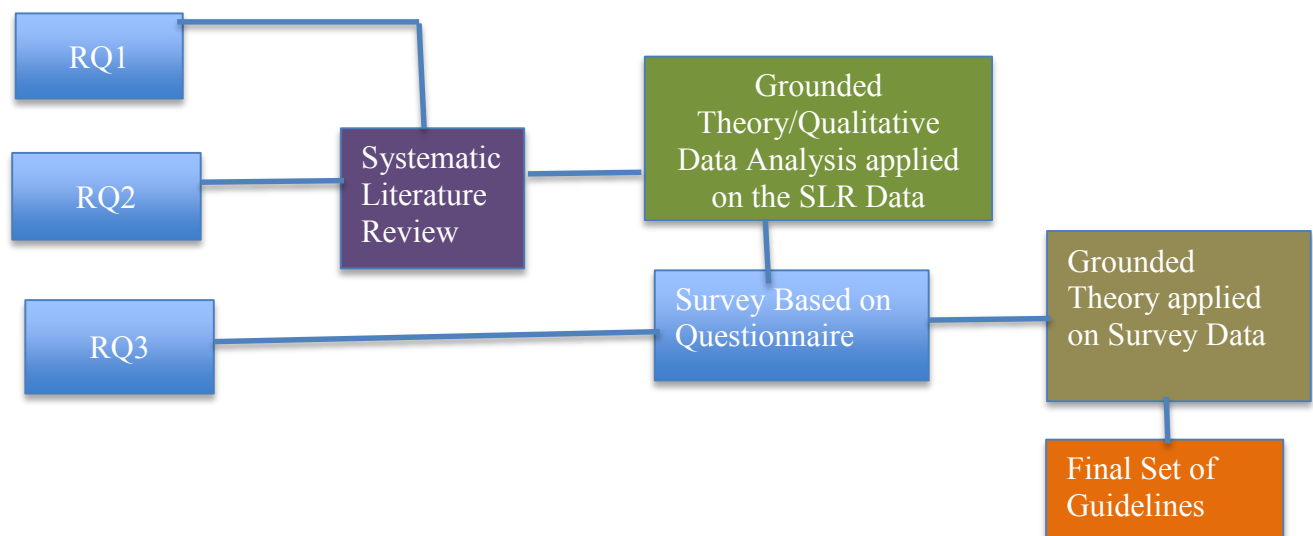 RQ1
RQ2
RQ3
Systematic
Literature
Review
Grounded
Theory/Qualitative
Data Analysis applied
on the SLR Data
Survey Based on
Questionnaire
Grounded
Theory applied
on Survey Data
Final Set of
Guidelines